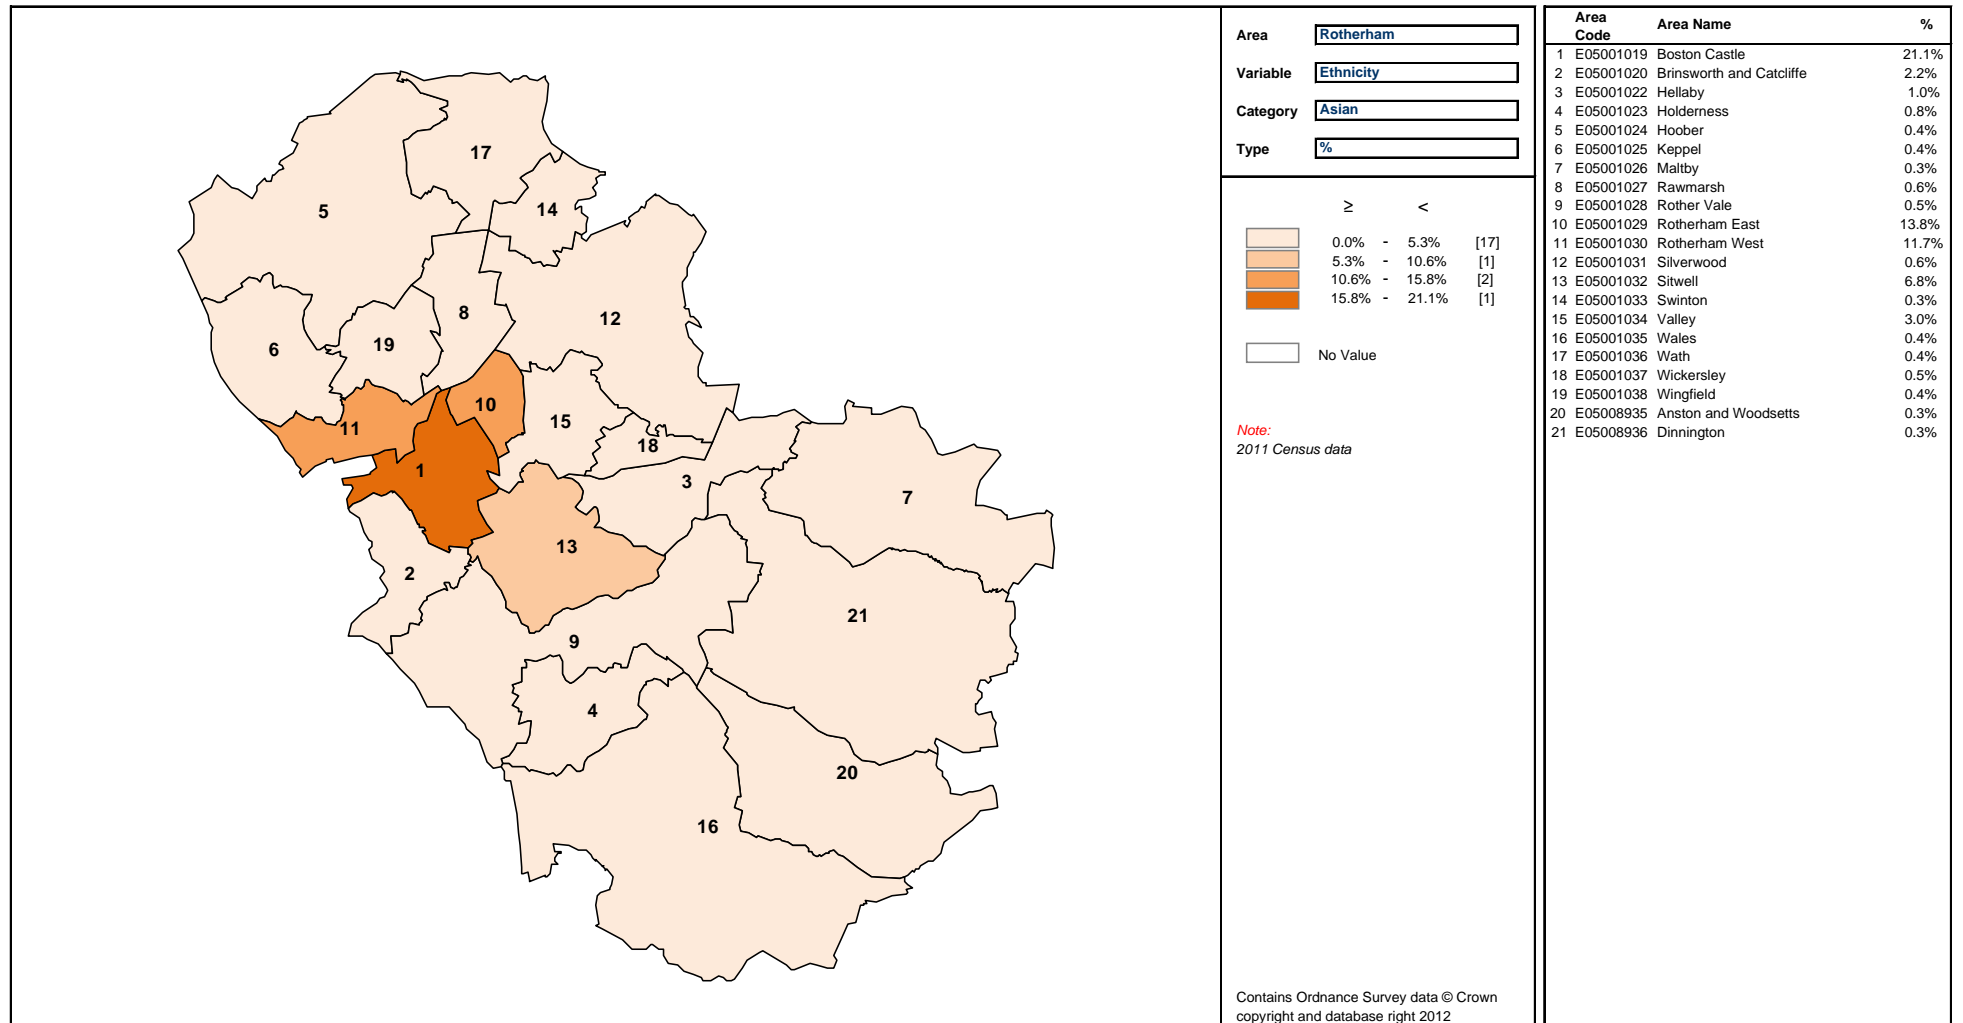 17
5
14
12
8
19
6
10
11
15
18
1
3
7
13
2
21
9
4
20
16
Area Rotherham
Variable Ethnicity
Category Asian
Type %
≥ <
0.0% - 5.3% [17]
5.3% - 10.6% [1]
10.6% - 15.8% [2]
15.8% - 21.1% [1]
No Value
Note:
2011 Census data
Contains Ordnance Survey data © Crown
copyright and database right 2012
Area Code Area Name %
1 E05001019 Boston Castle 21.1%
2 E05001020 Brinsworth and Catcliffe 2.2%
3 E05001022 Hellaby 1.0%
4 E05001023 Holderness 0.8%
5 E05001024 Hoober 0.4%
6 E05001025 Keppel 0.4%
7 E05001026 Maltby 0.3%
8 E05001027 Rawmarsh 0.6%
9 E05001028 Rother Vale 0.5%
10 E05001029 Rotherham East 13.8%
11 E05001030 Rotherham West 11.7%
12 E05001031 Silverwood 0.6%
13 E05001032 Sitwell 6.8%
14 E05001033 Swinton 0.3%
15 E05001034 Valley 3.0%
16 E05001035 Wales 0.4%
17 E05001036 Wath 0.4%
18 E05001037 Wickersley 0.5%
19 E05001038 Wingfield 0.4%
20 E05008935 Anston and Woodsetts 0.3%
21 E05008936 Dinnington 0.3%